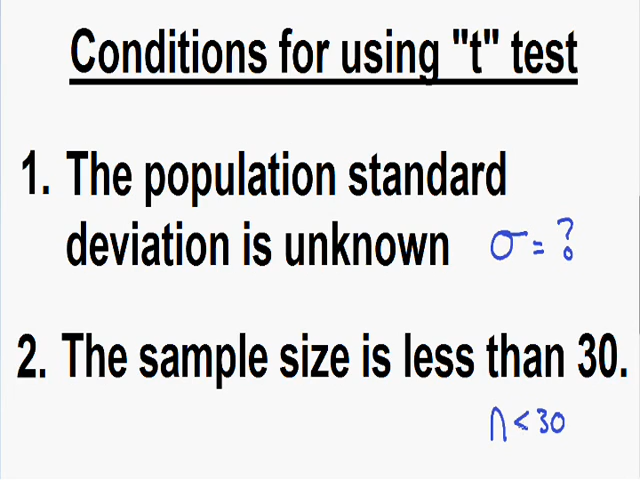 Conditions for using "t" test
1. The population standard
deviation is unknown σ = ?
2. The sample size is less than 30.
n < 30